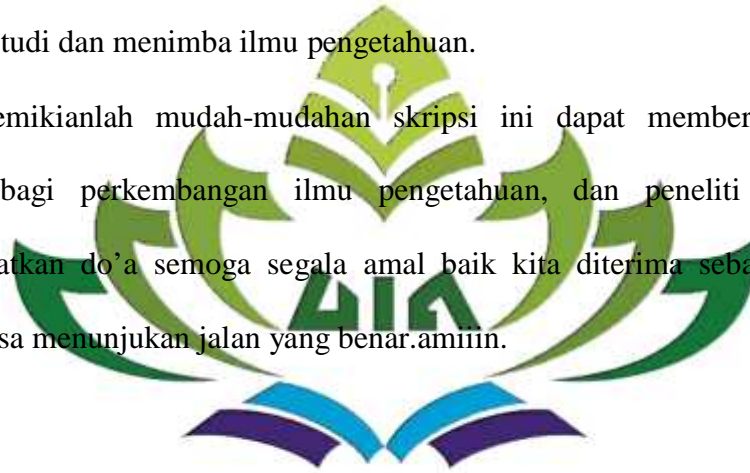 tudi dan menimba ilmu pengetahuan.
emikianlah mudah-mudahan skripsi ini dapat member
bagi perkembangan ilmu pengetahuan, dan peneliti
atkan do’a semoga segala amal baik kita diterima seba
UIN
sa menunjukan jalan yang benar.amiiin.